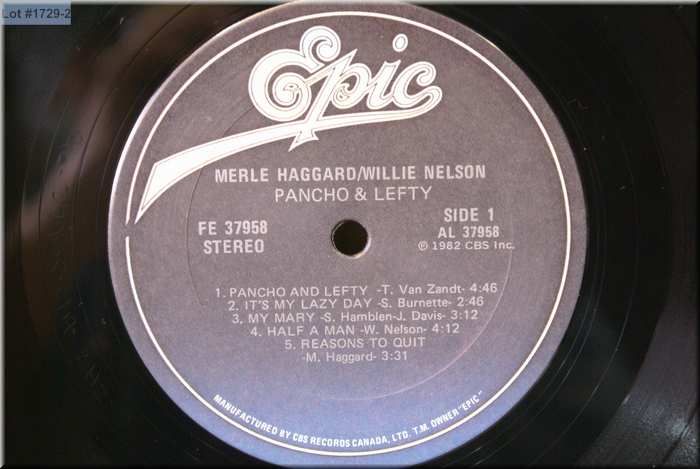 Lot #1729-2
Epic
MERLE HAGGARD/WILLIE NELSON
PANCHO & LEFTY
FE 37958
STEREO
SIDE 1
AL 37958
℗ 1982 CBS Inc.
1. PANCHO AND LEFTY -T. Van Zandt- 4:46
2. IT'S MY LAZY DAY -S. Burnette- 2:46
3. MY MARY -S. Hamblen-J. Davis- 3:12
4. HALF A MAN -W. Nelson- 4:12
5. REASONS TO QUIT
-M. Haggard- 3:31
MANUFACTURED BY CBS RECORDS CANADA, LTD. T.M. OWNER "EPIC"